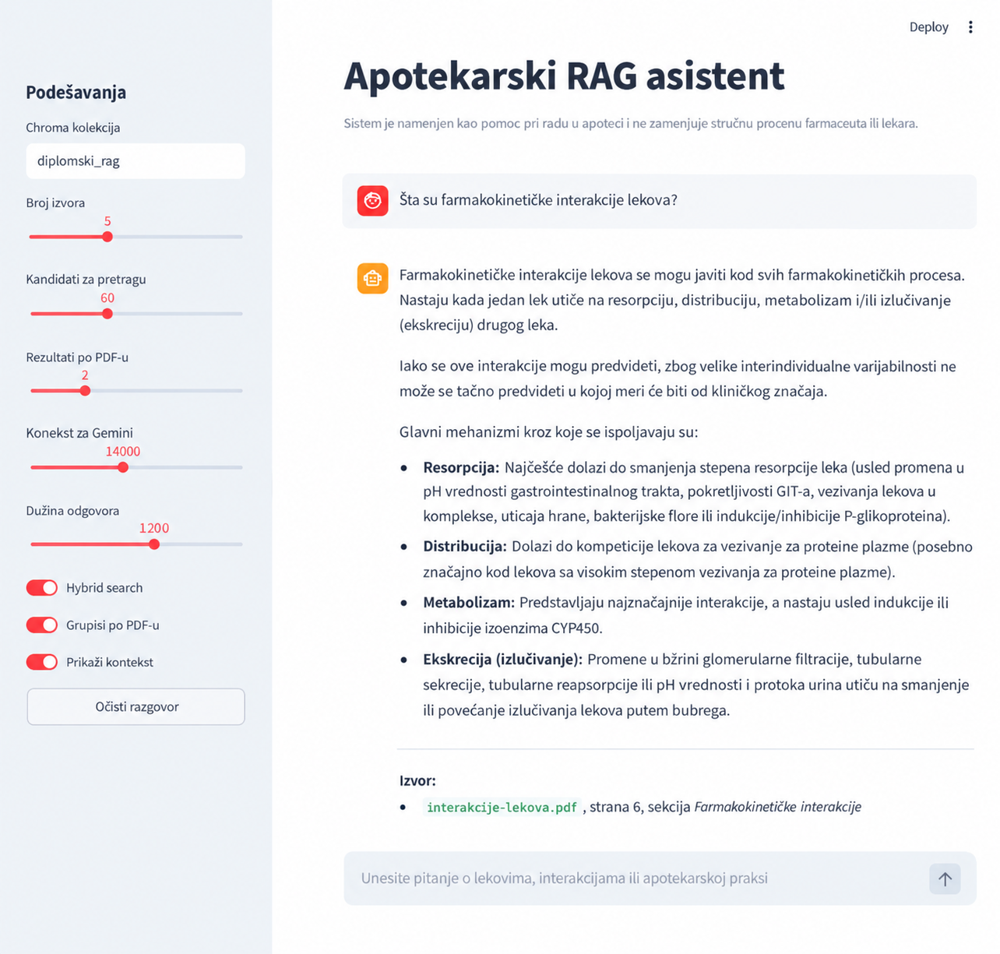 Deploy
Podešavanja
Chroma kolekcija
diplomski_rag
Broj izvora
5
Kandidati za pretragu
60
Rezultati po PDF-u
2
Konekst za Gemini
14000
Dužina odgovora
1200
Hybrid search
Grupisi po PDF-u
Prikaži kontekst
Očisti razgovor
Apotekarski RAG asistent
Sistem je namenjen kao pomoc pri radu u apoteci i ne zamenjuje stručnu procenu farmaceuta ili lekara.
Šta su farmakokinetičke interakcije lekova?
Farmakokinetičke interakcije lekova se mogu javiti kod svih farmakokinetičkih procesa.
Nastaju kada jedan lek utiče na resorpciju, distribuciju, metabolizam i/ili izlučivanje
(ekskreciju) drugog leka.
Iako se ove interakcije mogu predvideti, zbog velike interindividualne varijabilnosti ne
može se tačno predvideti u kojoj meri će biti od kliničkog značaja.
Glavni mehanizmi kroz koje se ispoljavaju su:
• Resorpcija: Najčešće dolazi do smanjenja stepena resorpcije leka (usled promena u
pH vrednosti gastrointestinalnog trakta, pokretljivosti GIT-a, vezivanja lekova u
komplekse, uticaja hrane, bakterijske flore ili indukcije/inhibicije P-glikoproteina).
• Distribucija: Dolazi do kompeticije lekova za vezivanje za proteine plazme (posebno
značajno kod lekova sa visokim stepenom vezivanja za proteine plazme).
• Metabolizam: Predstavljaju najznačajnije interakcije, a nastaju usled indukcije ili
inhibicije izoenzima CYP450.
• Ekskrecija (izlučivanje): Promene u bžrini glomerularne filtracije, tubularne
sekrecije, tubularne reapsorpcije ili pH vrednosti i protoka urina utiču na smanjenje
ili povećanje izlučivanja lekova putem bubrega.
Izvor:
• interakcije-lekova.pdf , strana 6, sekcija Farmakokinetičke interakcije
Unesite pitanje o lekovima, interakcijama ili apotekarskoj praksi